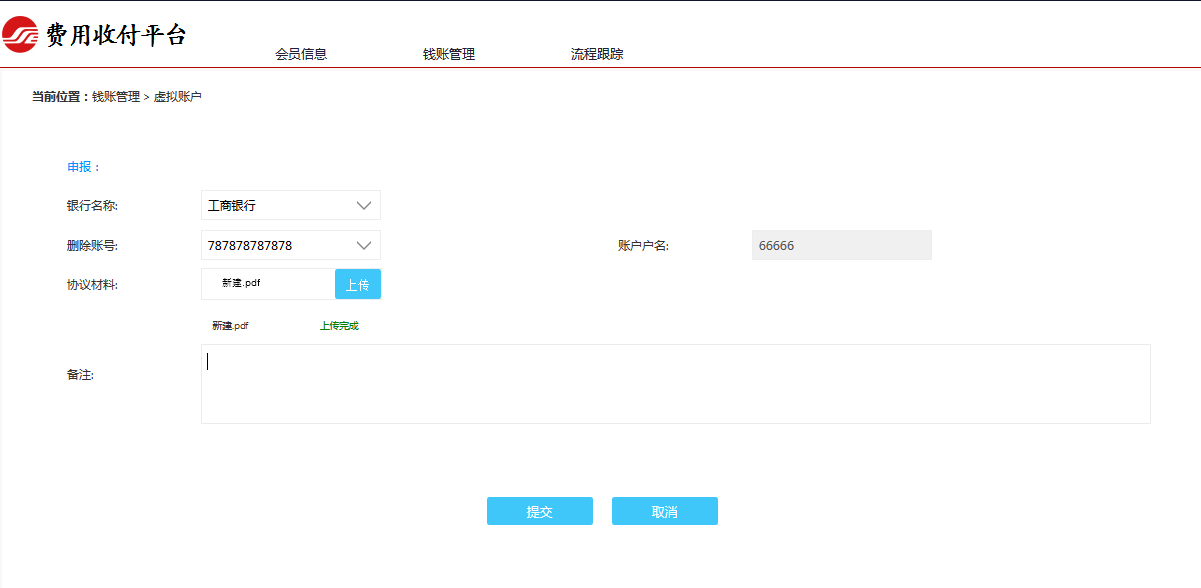 费用收付平台
会员信息 钱账管理 流程跟踪
当前位置：钱账管理 > 虚拟账户
申报：
银行名称: 工商银行
删除账号: 787878787878 账户户名: 66666
协议材料: 新建.pdf 上传
新建.pdf 上传完成
备注:
提交 取消